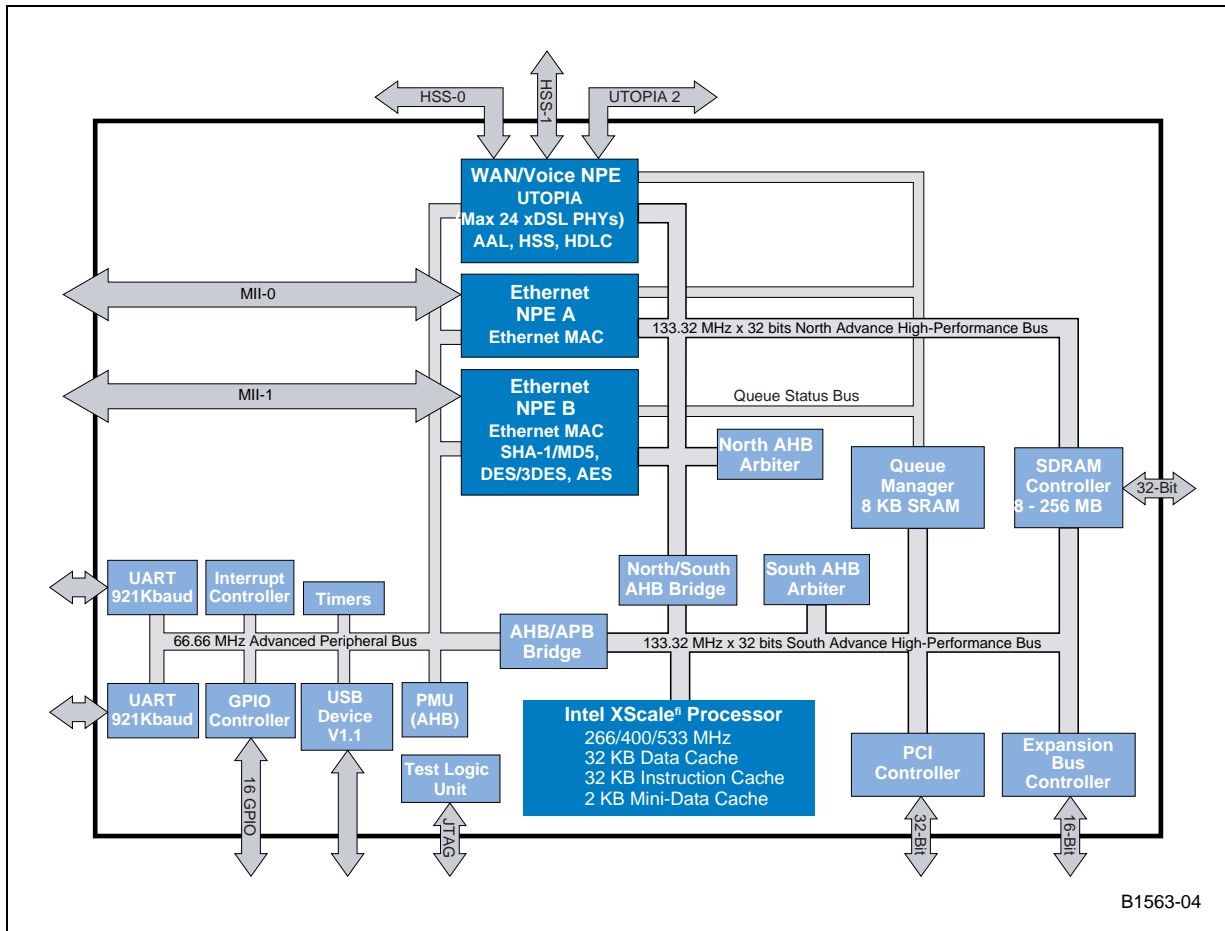 HSS-0
HSS-1
UTOPIA 2
WAN/Voice NPE
UTOPIA
(Max 24 xDSL PHYs)
AAL, HSS, HDLC
MII-0
Ethernet
NPE A
Ethernet MAC
133.32 MHz x 32 bits North Advance High-Performance Bus
MII-1
Ethernet
NPE B
Ethernet MAC
SHA-1/MD5,
DES/3DES, AES
Queue Status Bus
North AHB
Arbiter
Queue
Manager
8 KB SRAM
SDRAM
Controller
8 - 256 MB
32-Bit
UART
921Kbaud
Interrupt
Controller
Timers
North/South
AHB Bridge
South AHB
Arbiter
66.66 MHz Advanced Peripheral Bus
AHB/APB
Bridge
133.32 MHz x 32 bits South Advance High-Performance Bus
UART
921Kbaud
GPIO
Controller
USB
Device
V1.1
PMU
(AHB)
Test Logic
Unit
Intel XScaleﬁ Processor
266/400/533 MHz
32 KB Data Cache
32 KB Instruction Cache
2 KB Mini-Data Cache
PCI
Controller
Expansion
Bus
Controller
16 GPIO
JTAG
32-Bit
16-Bit
B1563-04